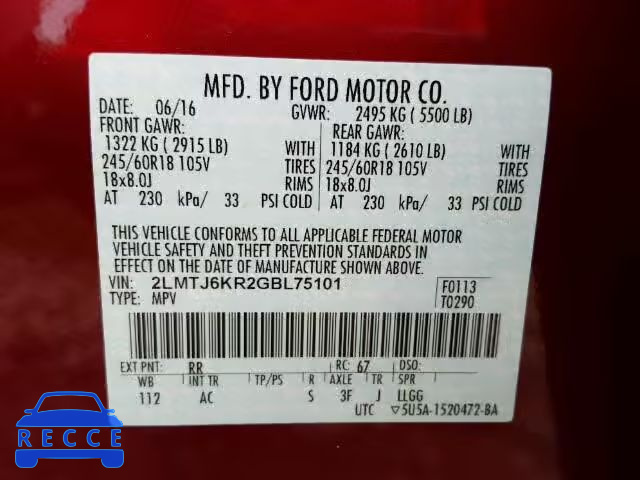 MFD. BY FORD MOTOR CO.
DATE: 06/16 GVWR: 2495 KG ( 5500 LB)
FRONT GAWR: REAR GAWR:
1322 KG ( 2915 LB) WITH 1184 KG ( 2610 LB) WITH
245/60R18 105V TIRES 245/60R18 105V TIRES
18x8.0J RIMS 18x8.0J RIMS
AT 230 kPa/ 33 PSI COLD AT 230 kPa/ 33 PSI COLD
THIS VEHICLE CONFORMS TO ALL APPLICABLE FEDERAL MOTOR
VEHICLE SAFETY AND THEFT PREVENTION STANDARDS IN
EFFECT ON THE DATE OF MANUFACTURE SHOWN ABOVE.
VIN: 2LMTJ6KR2GBL75101 F0113
TYPE: MPV T0290
EXT PNT: RR RC: 67 DSO:
WB INT TR TP/PS R AXLE TR SPR
112 AC S 3F J LLGG
UTC ▽5U5A-1520472-BA
RECCE